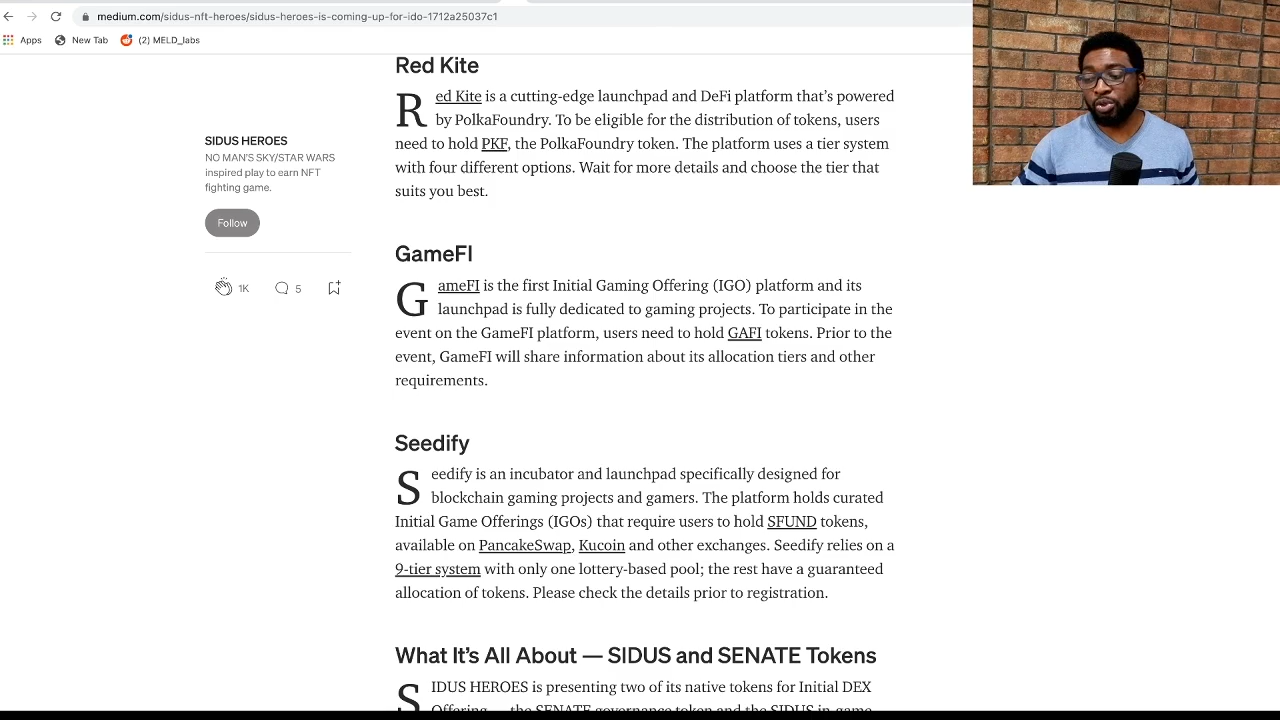 medium.com/sidus-nft-heroes/sidus-heroes-is-coming-up-for-ido-1712a25037c1
Apps New Tab (2) MELD_labs
SIDUS HEROES
NO MAN'S SKY/STAR WARS
inspired play to earn NFT
fighting game.
Follow
1K 5
Red Kite
Red Kite is a cutting-edge launchpad and DeFi platform that's powered
by PolkaFoundry. To be eligible for the distribution of tokens, users
need to hold PKF, the PolkaFoundry token. The platform uses a tier system
with four different options. Wait for more details and choose the tier that
suits you best.
GameFI
GameFI is the first Initial Gaming Offering (IGO) platform and its
launchpad is fully dedicated to gaming projects. To participate in the
event on the GameFI platform, users need to hold GAFI tokens. Prior to the
event, GameFI will share information about its allocation tiers and other
requirements.
Seedify
Seedify is an incubator and launchpad specifically designed for
blockchain gaming projects and gamers. The platform holds curated
Initial Game Offerings (IGOs) that require users to hold SFUND tokens,
available on PancakeSwap, Kucoin and other exchanges. Seedify relies on a
9-tier system with only one lottery-based pool; the rest have a guaranteed
allocation of tokens. Please check the details prior to registration.
What It's All About — SIDUS and SENATE Tokens
SIDUS HEROES is presenting two of its native tokens for Initial DEX
Offering — the SENATE governance token and the SIDUS in-game